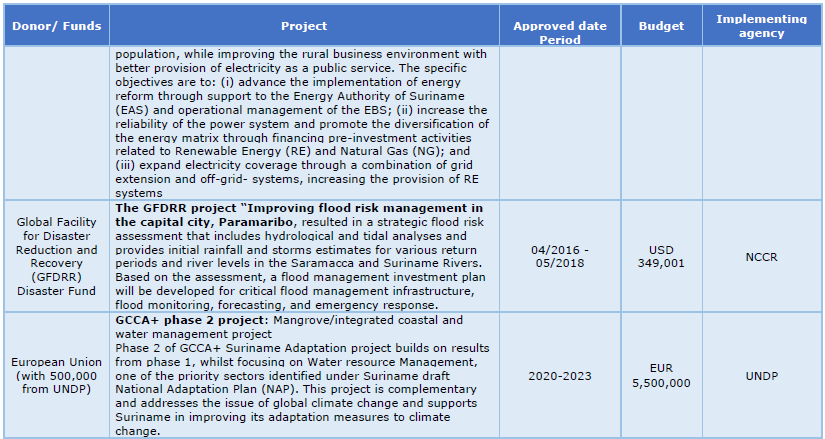 Donor/ Funds
Project
Approved date
Period
Budget
Implementing
agency
population, while improving the rural business environment with
better provision of electricity as a public service. The specific
objectives are to: (i) advance the implementation of energy
reform through support to the Energy Authority of Suriname
(EAS) and operational management of the EBS; (ii) increase the
reliability of the power system and promote the diversification of
the energy matrix through financing pre-investment activities
related to Renewable Energy (RE) and Natural Gas (NG); and
(iii) expand electricity coverage through a combination of grid
extension and off-grid- systems, increasing the provision of RE
systems
Global Facility
for Disaster
Reduction and
Recovery
(GFDRR)
Disaster Fund
The GFDRR project “Improving flood risk management in
the capital city, Paramaribo, resulted in a strategic flood risk
assessment that includes hydrological and tidal analyses and
provides initial rainfall and storms estimates for various return
periods and river levels in the Saramacca and Suriname Rivers.
Based on the assessment, a flood management investment plan
will be developed for critical flood management infrastructure,
flood monitoring, forecasting, and emergency response.
04/2016 -
05/2018
USD
349,001
NCCR
European Union
(with 500,000
from UNDP)
GCCA+ phase 2 project: Mangrove/integrated coastal and
water management project
Phase 2 of GCCA+ Suriname Adaptation project builds on results
from phase 1, whilst focusing on Water resource Management,
one of the priority sectors identified under Suriname draft
National Adaptation Plan (NAP). This project is complementary
and addresses the issue of global climate change and supports
Suriname in improving its adaptation measures to climate
change.
2020-2023
EUR
5,500,000
UNDP